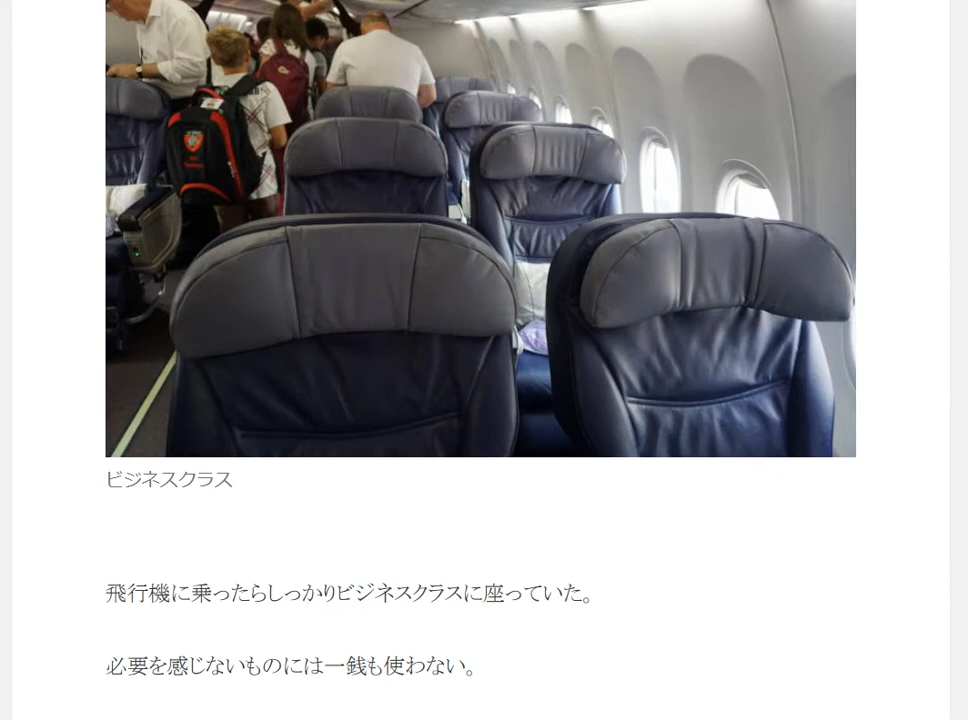 ビジネスクラス
飛行機に乗ったらしっかりビジネスクラスに座っていた。
必要を感じないものには一銭も使わない。